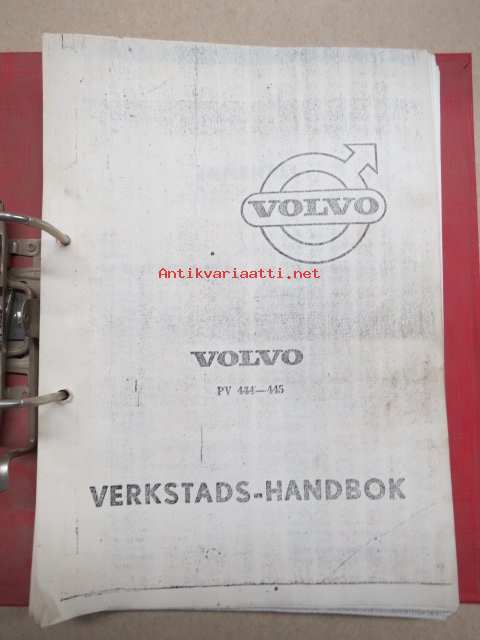 VOLVO
Antikvariaatti.net
VOLVO
PV 444—445
VERKSTADS-HANDBOK